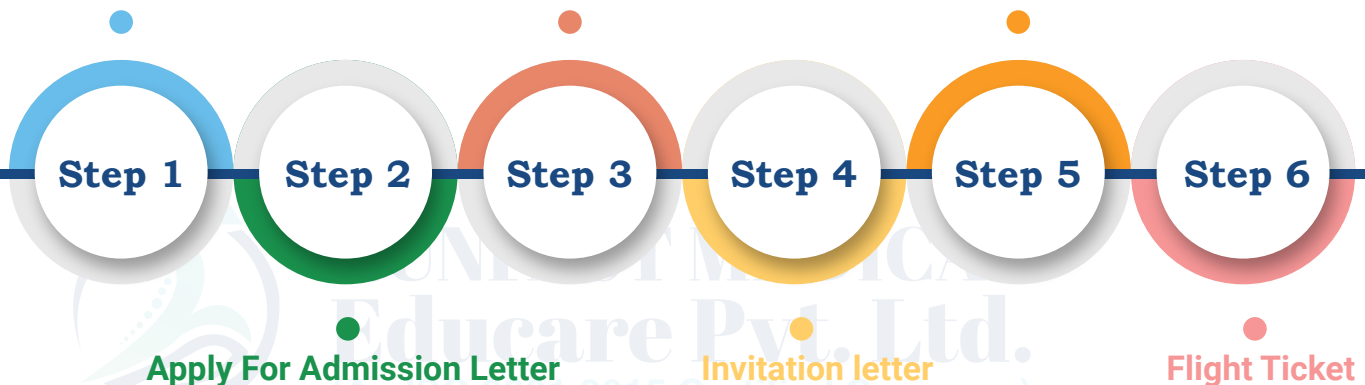 Step 1
Step 2
Step 3
Step 4
Step 5
Step 6
Educare Pvt. Ltd.
Apply For Admission Letter
Invitation letter
Flight Ticket